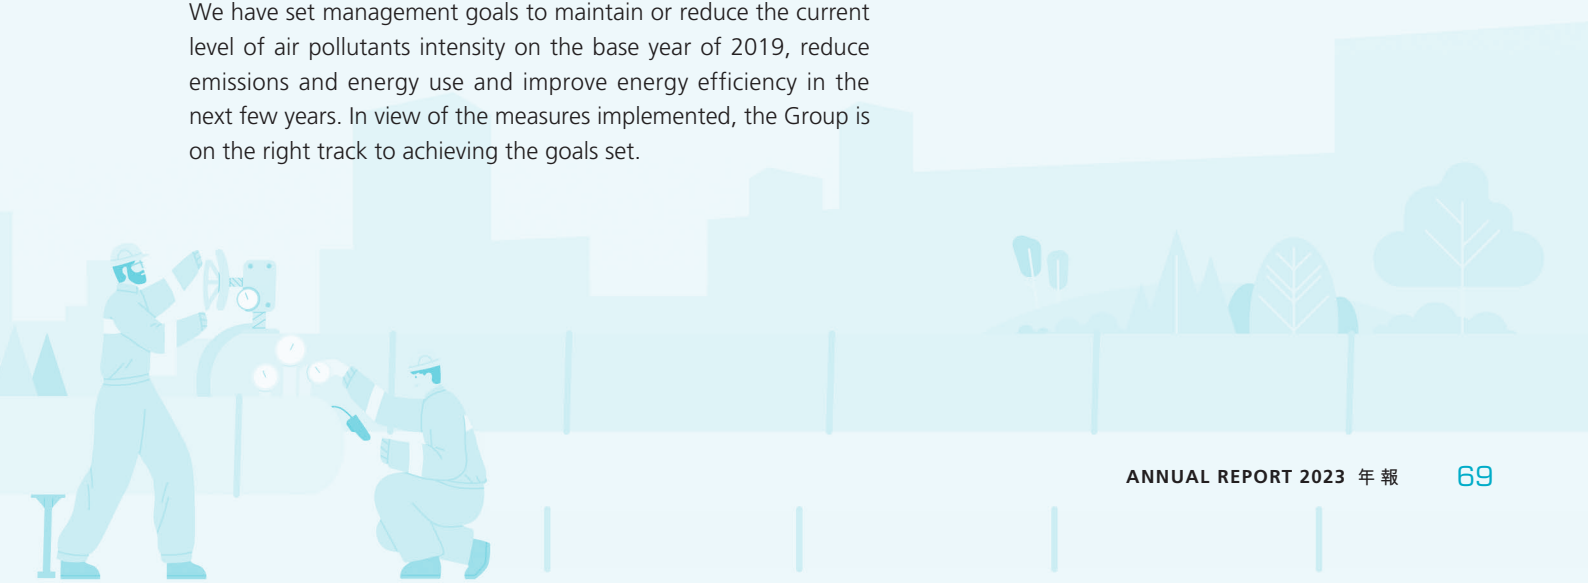 We have set management goals to maintain or reduce the current
level of air pollutants intensity on the base year of 2019, reduce
emissions and energy use and improve energy efficiency in the
next few years. In view of the measures implemented, the Group is
on the right track to achieving the goals set.
ANNUAL REPORT 2023 年報 69